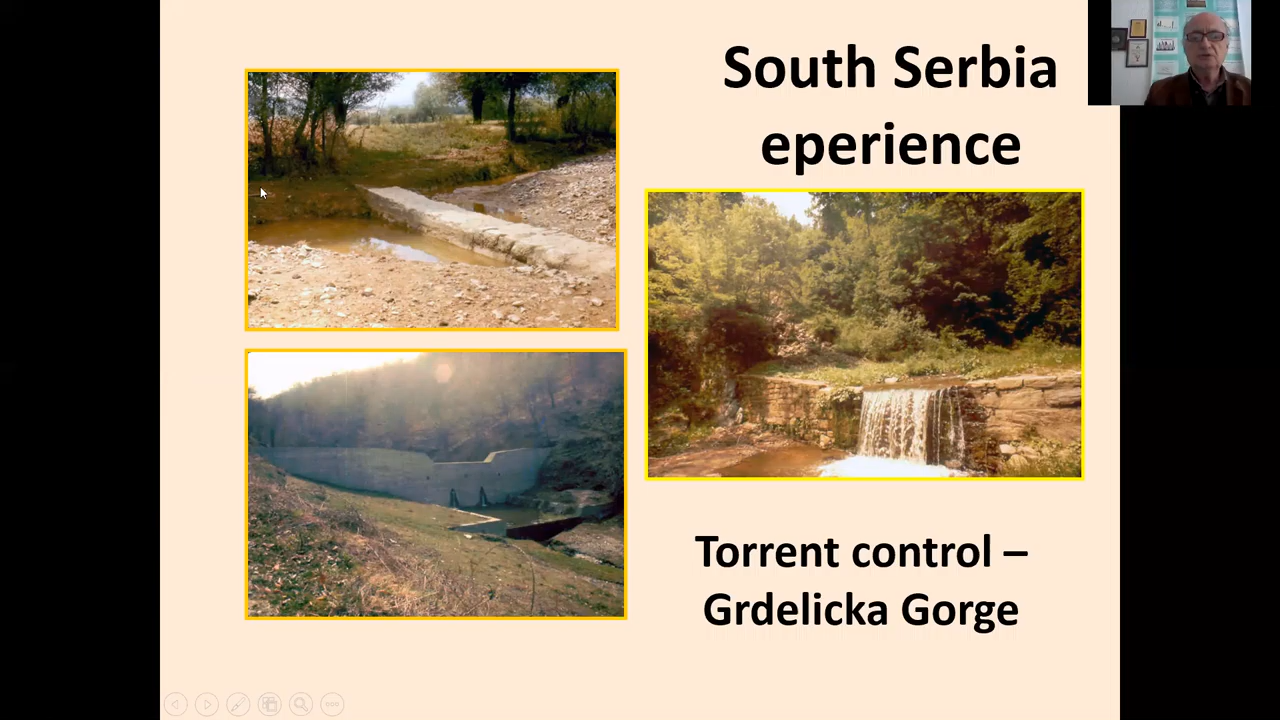 South Serbia
eperience
Torrent control –
Grdelicka Gorge